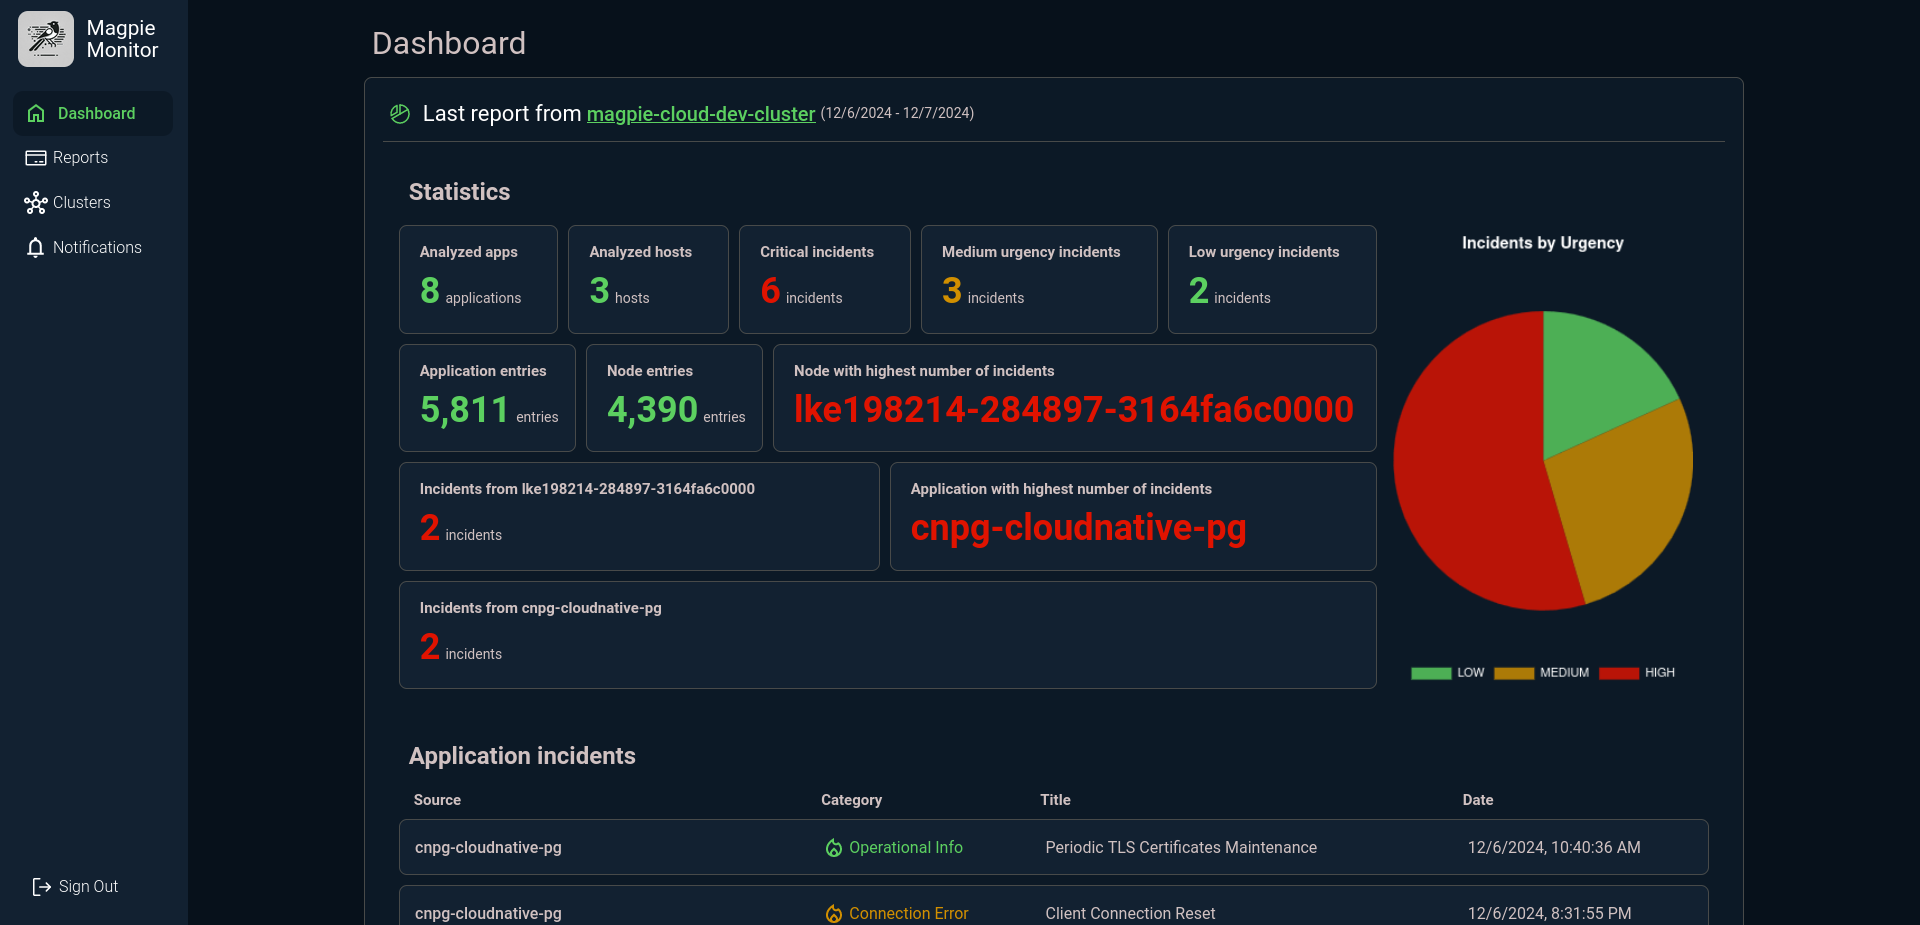 Magpie
Monitor
Dashboard
Reports
Clusters
Notifications
Sign Out
Dashboard
Last report from magpie-cloud-dev-cluster (12/6/2024 - 12/7/2024)
Statistics
Analyzed apps
8 applications
Analyzed hosts
3 hosts
Critical incidents
6 incidents
Medium urgency incidents
3 incidents
Low urgency incidents
2 incidents
Application entries
5,811 entries
Node entries
4,390 entries
Node with highest number of incidents
lke198214-284897-3164fa6c0000
Incidents from lke198214-284897-3164fa6c0000
2 incidents
Application with highest number of incidents
cnpg-cloudnative-pg
Incidents from cnpg-cloudnative-pg
2 incidents
Incidents by Urgency
LOW MEDIUM HIGH
Application incidents
Source Category Title Date
cnpg-cloudnative-pg Operational Info Periodic TLS Certificates Maintenance 12/6/2024, 10:40:36 AM
cnpg-cloudnative-pg Connection Error Client Connection Reset 12/6/2024, 8:31:55 PM